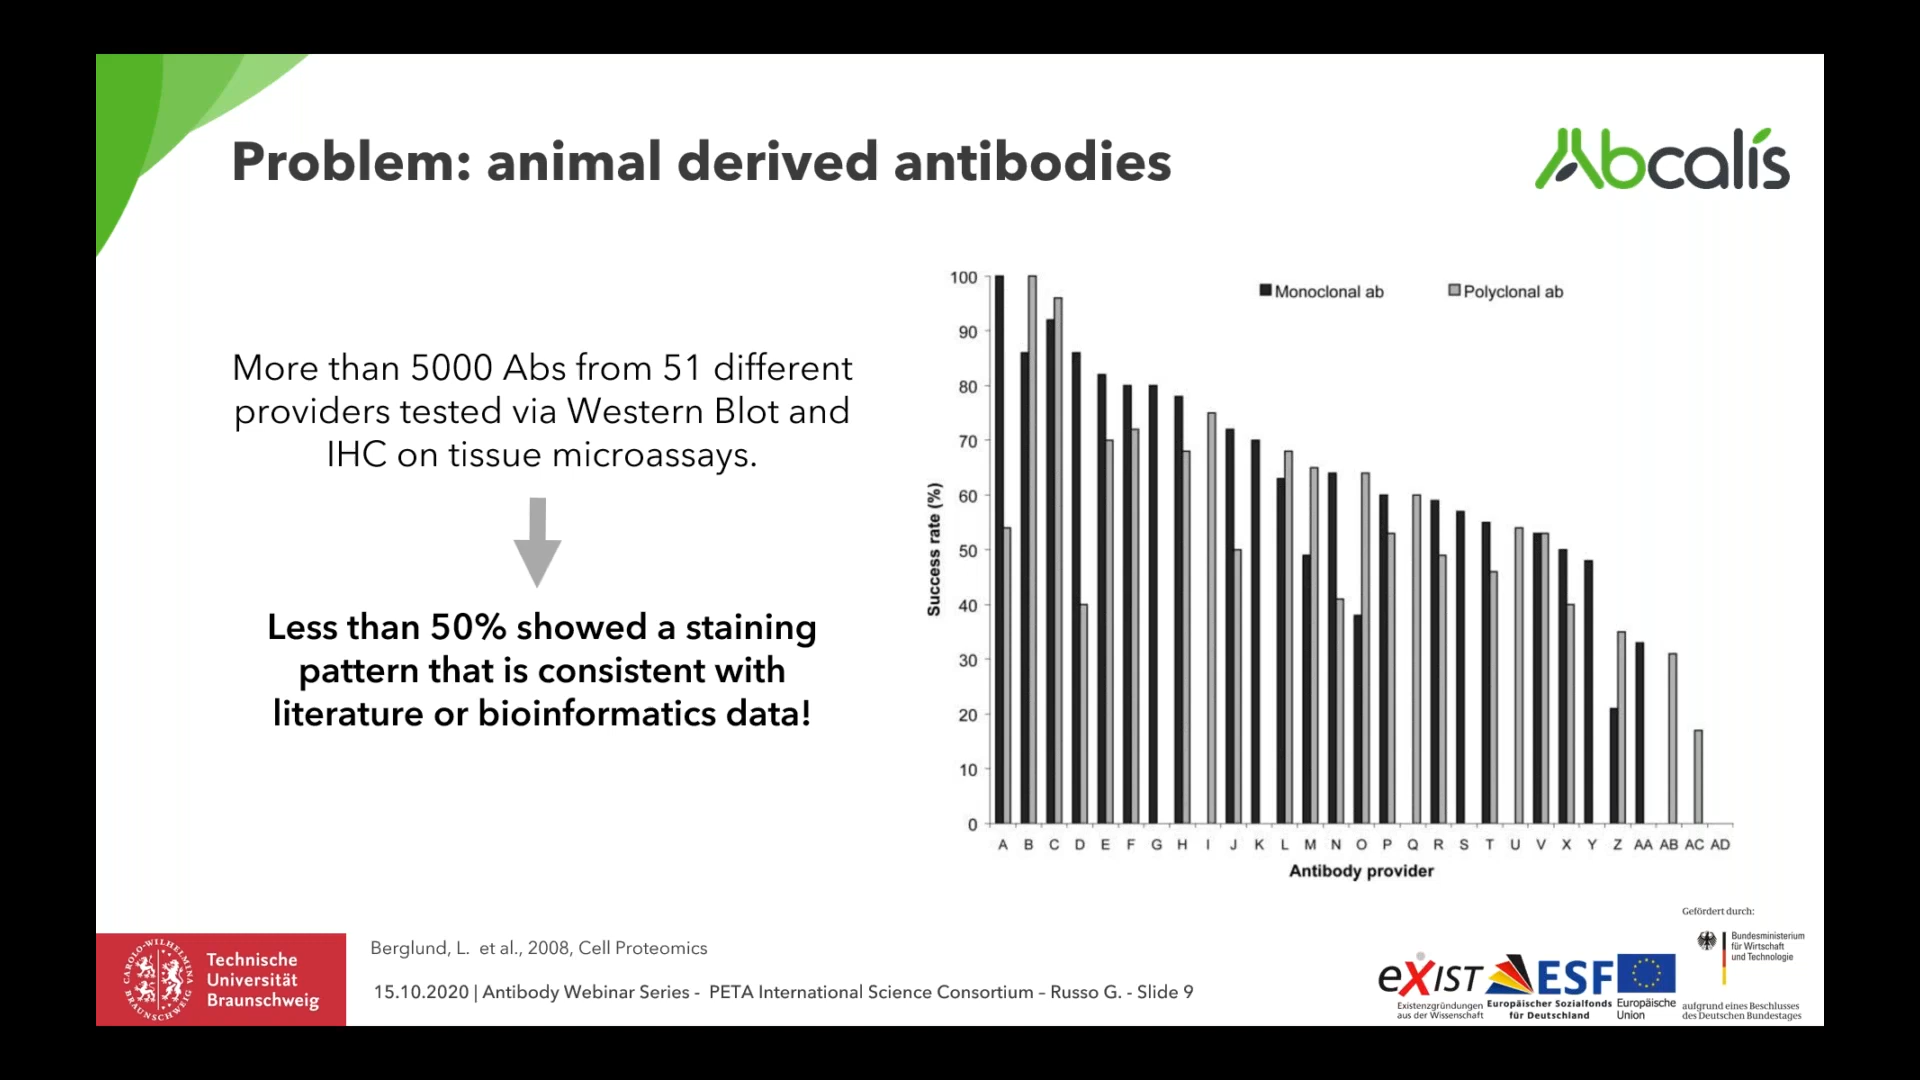 Problem: animal derived antibodies
Abcalis
More than 5000 Abs from 51 different
providers tested via Western Blot and
IHC on tissue microassays.
Less than 50% showed a staining
pattern that is consistent with
literature or bioinformatics data!
Monoclonal ab
Polyclonal ab
Success rate (%)
100
90
80
70
60
50
40
30
20
10
0
A B C D E F G H I J K L M N O P Q R S T U V X Y Z AA AB AC AD
Antibody provider
CAROLO-WILHELMINA
BRAUNSCHWEIG
Technische
Universität
Braunschweig
Berglund, L. et al., 2008, Cell Proteomics
15.10.2020 | Antibody Webinar Series - PETA International Science Consortium – Russo G. - Slide 9
eXIST
Existenzgründungen
aus der Wissenschaft
ESF
Europäischer Sozialfonds
für Deutschland
Europäische
Union
Gefördert durch:
Bundesministerium
für Wirtschaft
und Technologie
aufgrund eines Beschlusses
des Deutschen Bundestages